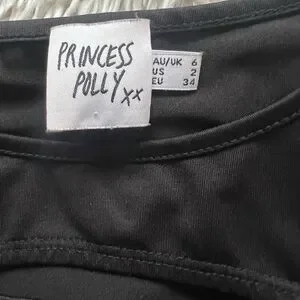 PRINCESS
POLLY xx
AU/UK 6
US 2
EU 34